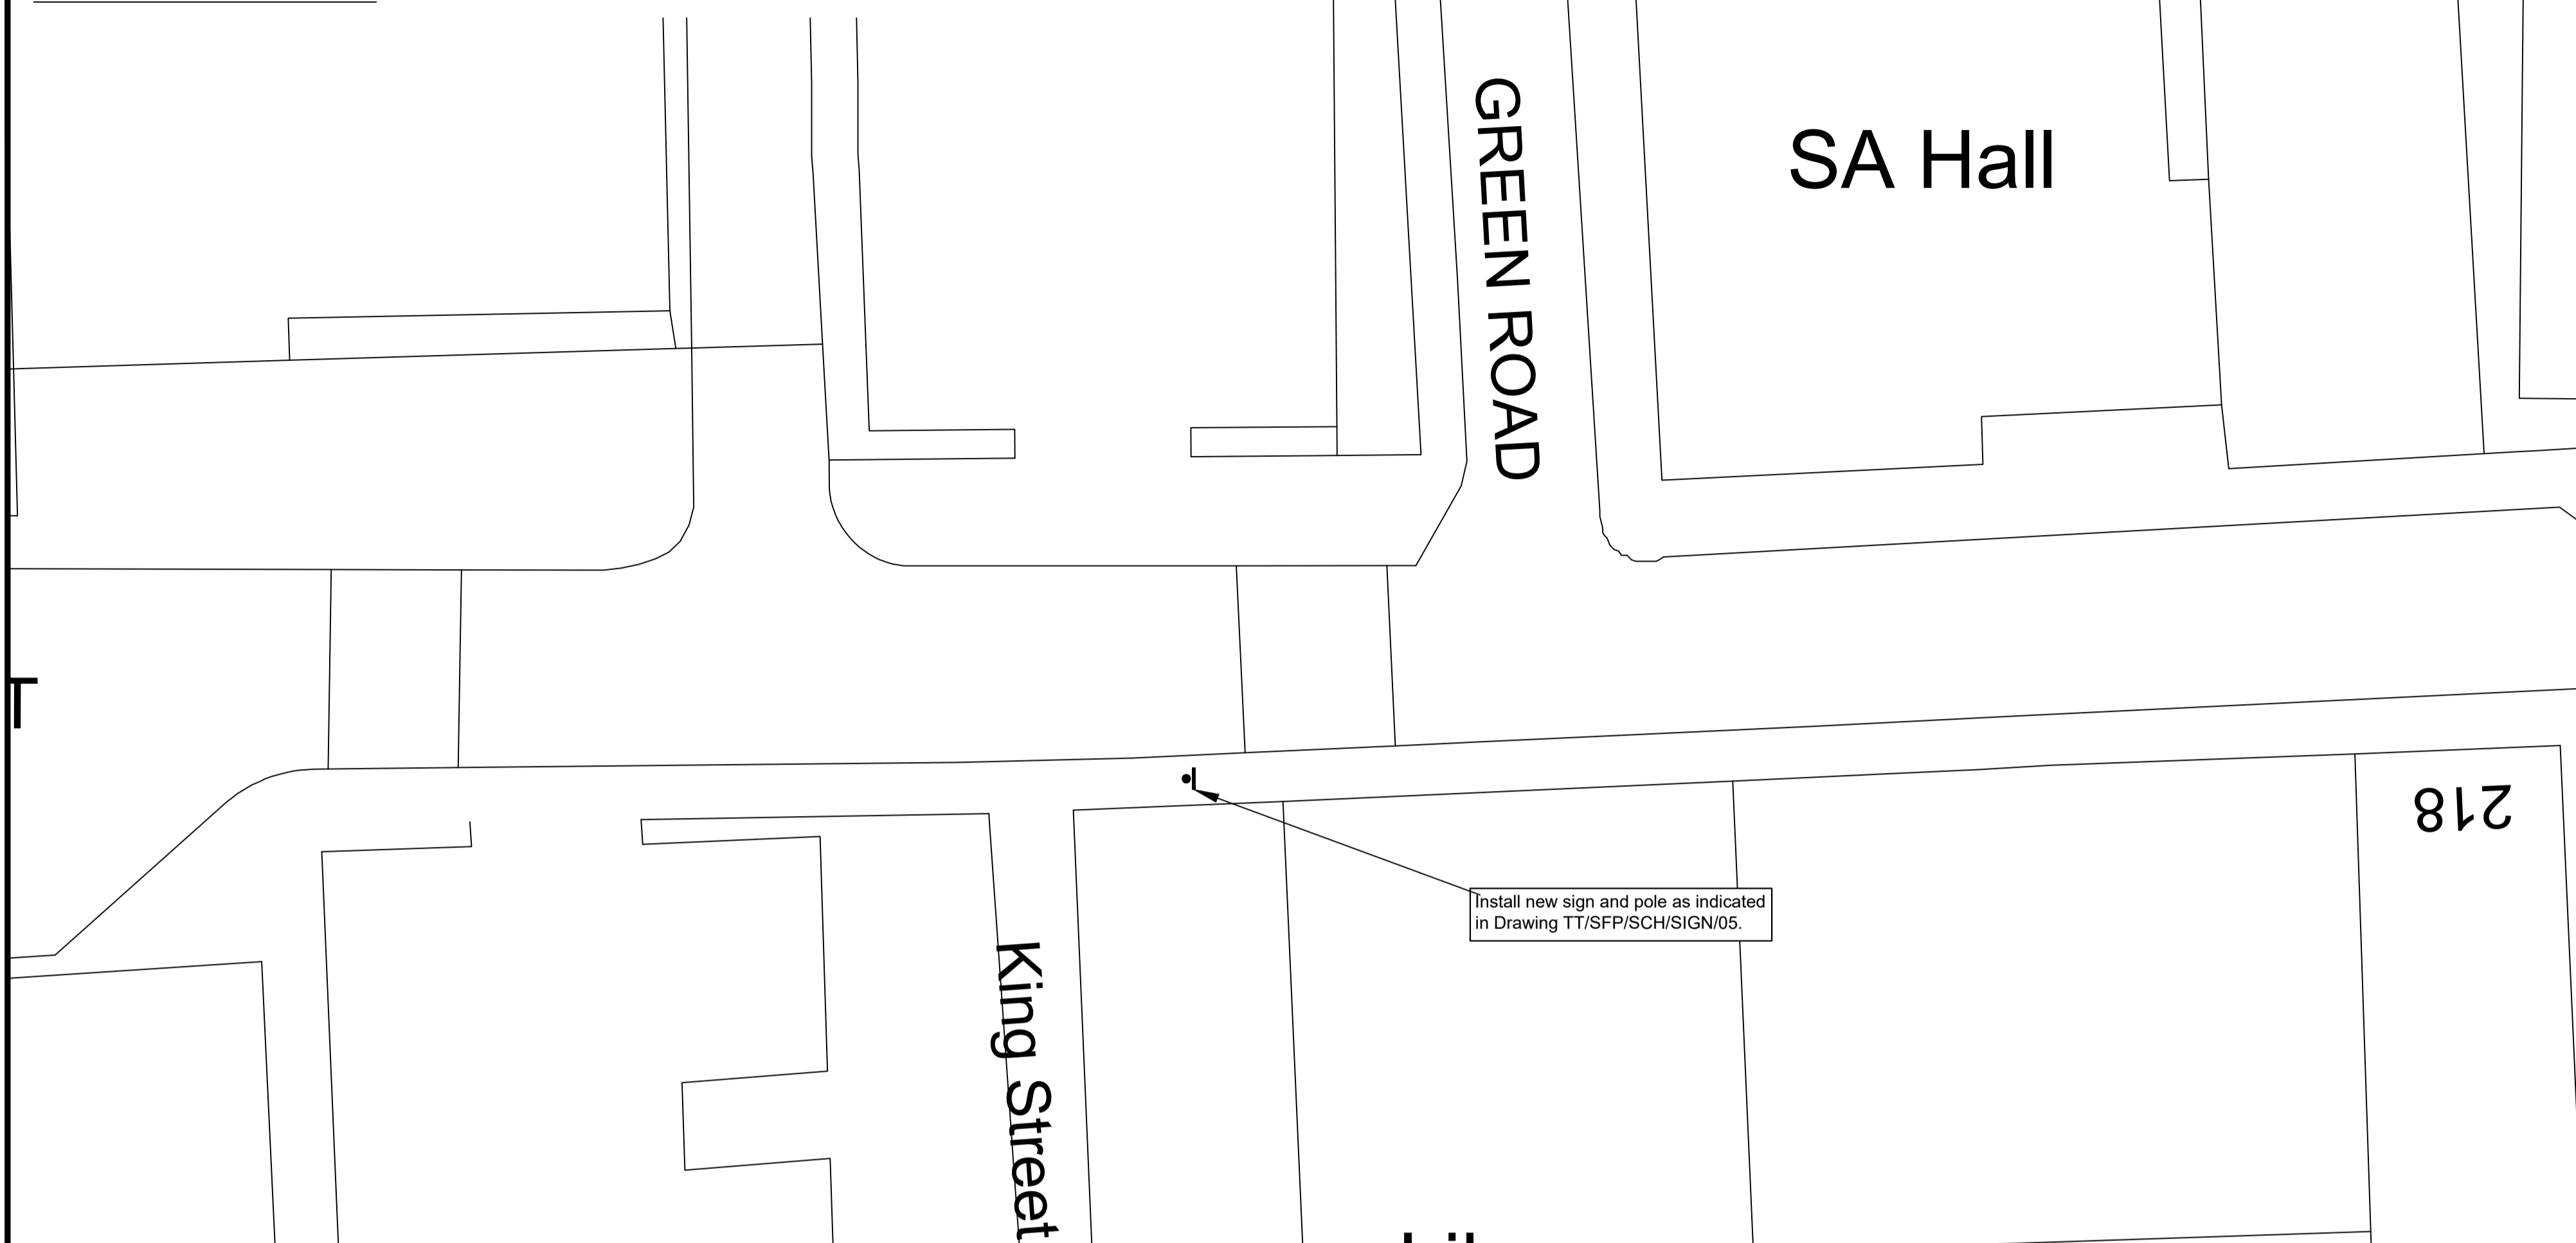 GREEN ROAD
SA Hall
T
218
Install new sign and pole as indicated
in Drawing TT/SFP/SCH/SIGN/05.
King Street